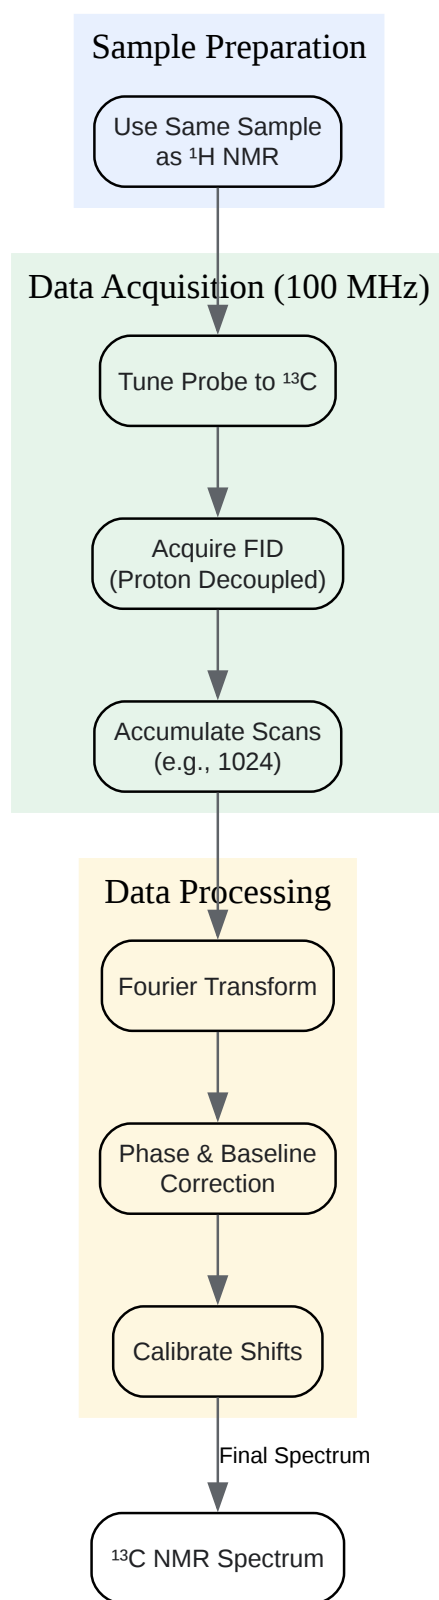 Sample Preparation
Use Same Sample
as ¹H NMR
Data Acquisition (100 MHz)
Tune Probe to ¹³C
Acquire FID
(Proton Decoupled)
Accumulate Scans
(e.g., 1024)
Data Processing
Fourier Transform
Phase & Baseline
Correction
Calibrate Shifts
Final Spectrum
¹³C NMR Spectrum